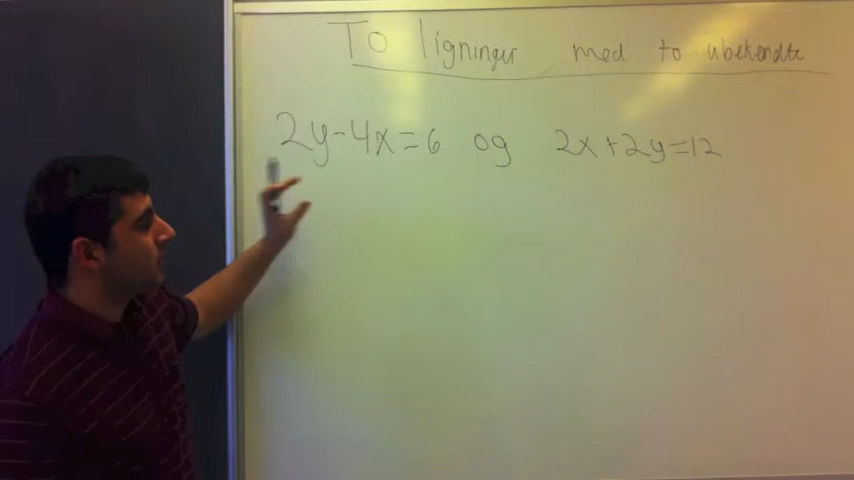 To ligninger med to ubekendte
2y-4x=6 og 2x+2y=12